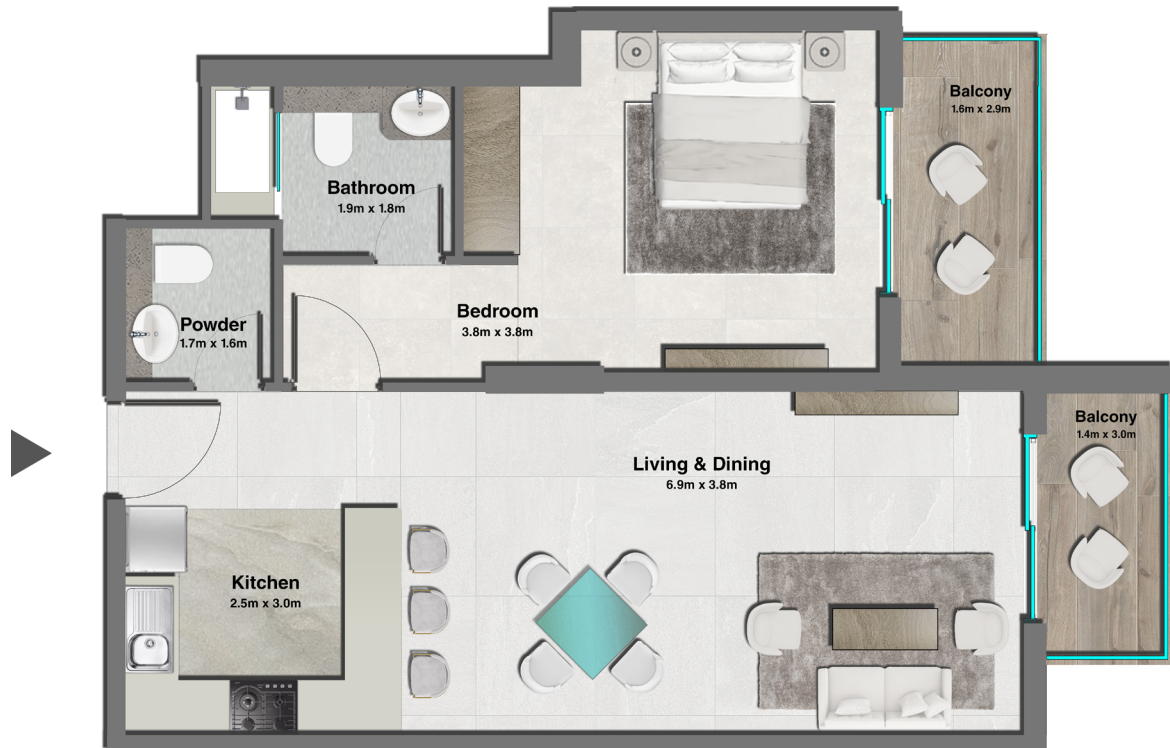 Balcony
1.6m x 2.9m
Bathroom
1.9m x 1.8m
Bedroom
3.8m x 3.8m
Powder
1.7m x 1.6m
Balcony
1.4m x 3.0m
Living & Dining
6.9m x 3.8m
Kitchen
2.5m x 3.0m